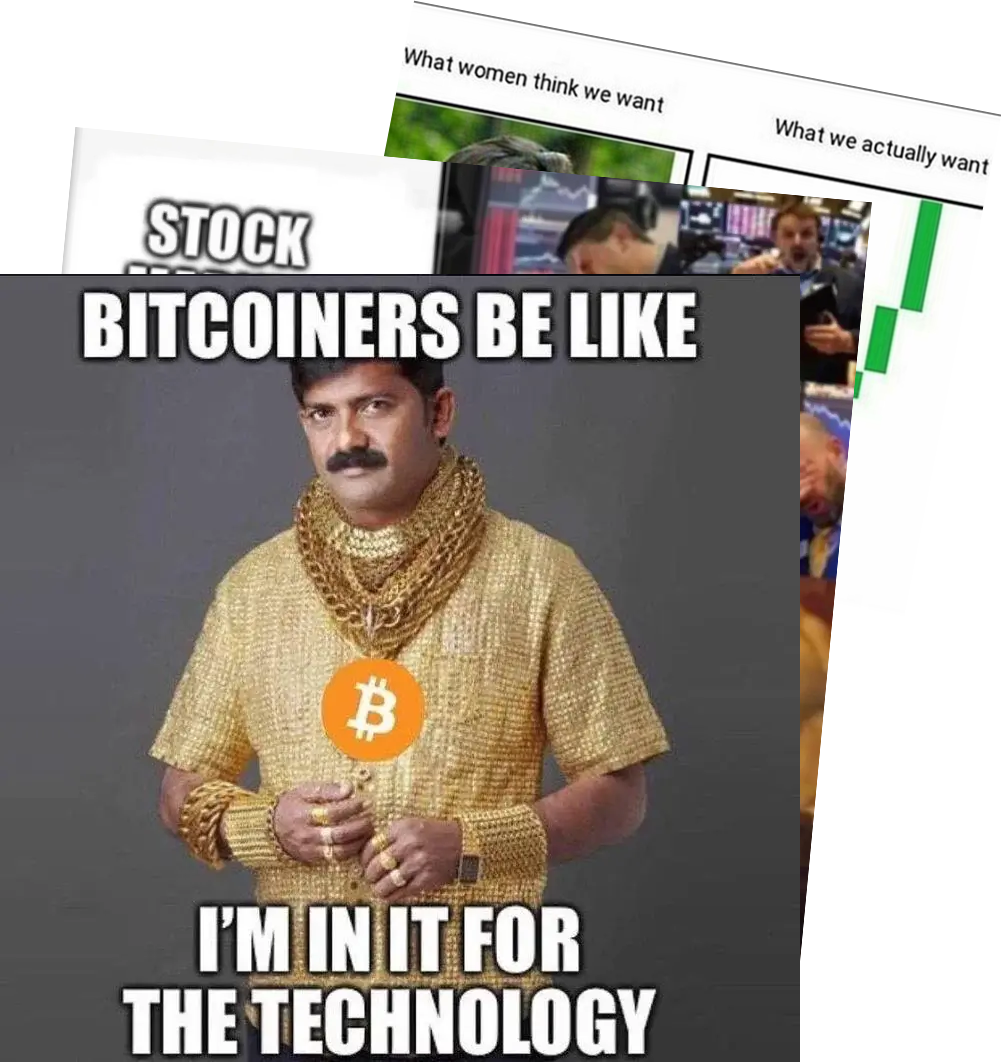 What women think we want
What we actually want
STOCK
BITCOINERS BE LIKE
I'M IN IT FOR
THE TECHNOLOGY